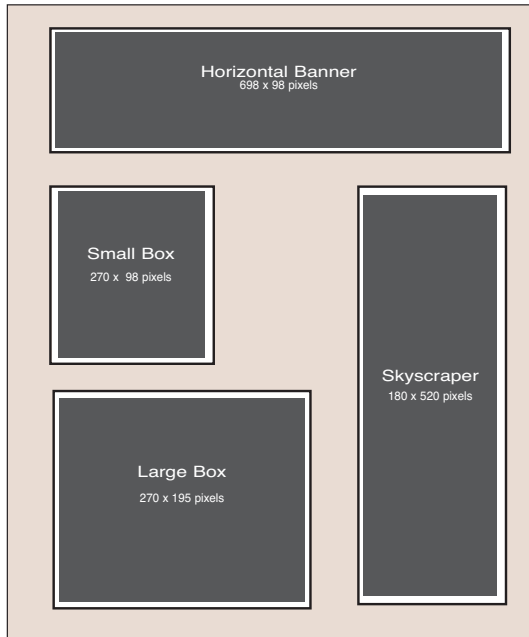 Horizontal Banner
698 x 98 pixels
Small Box
270 x  98 pixels
Skyscraper
180 x 520 pixels
Large Box
270 x 195 pixels